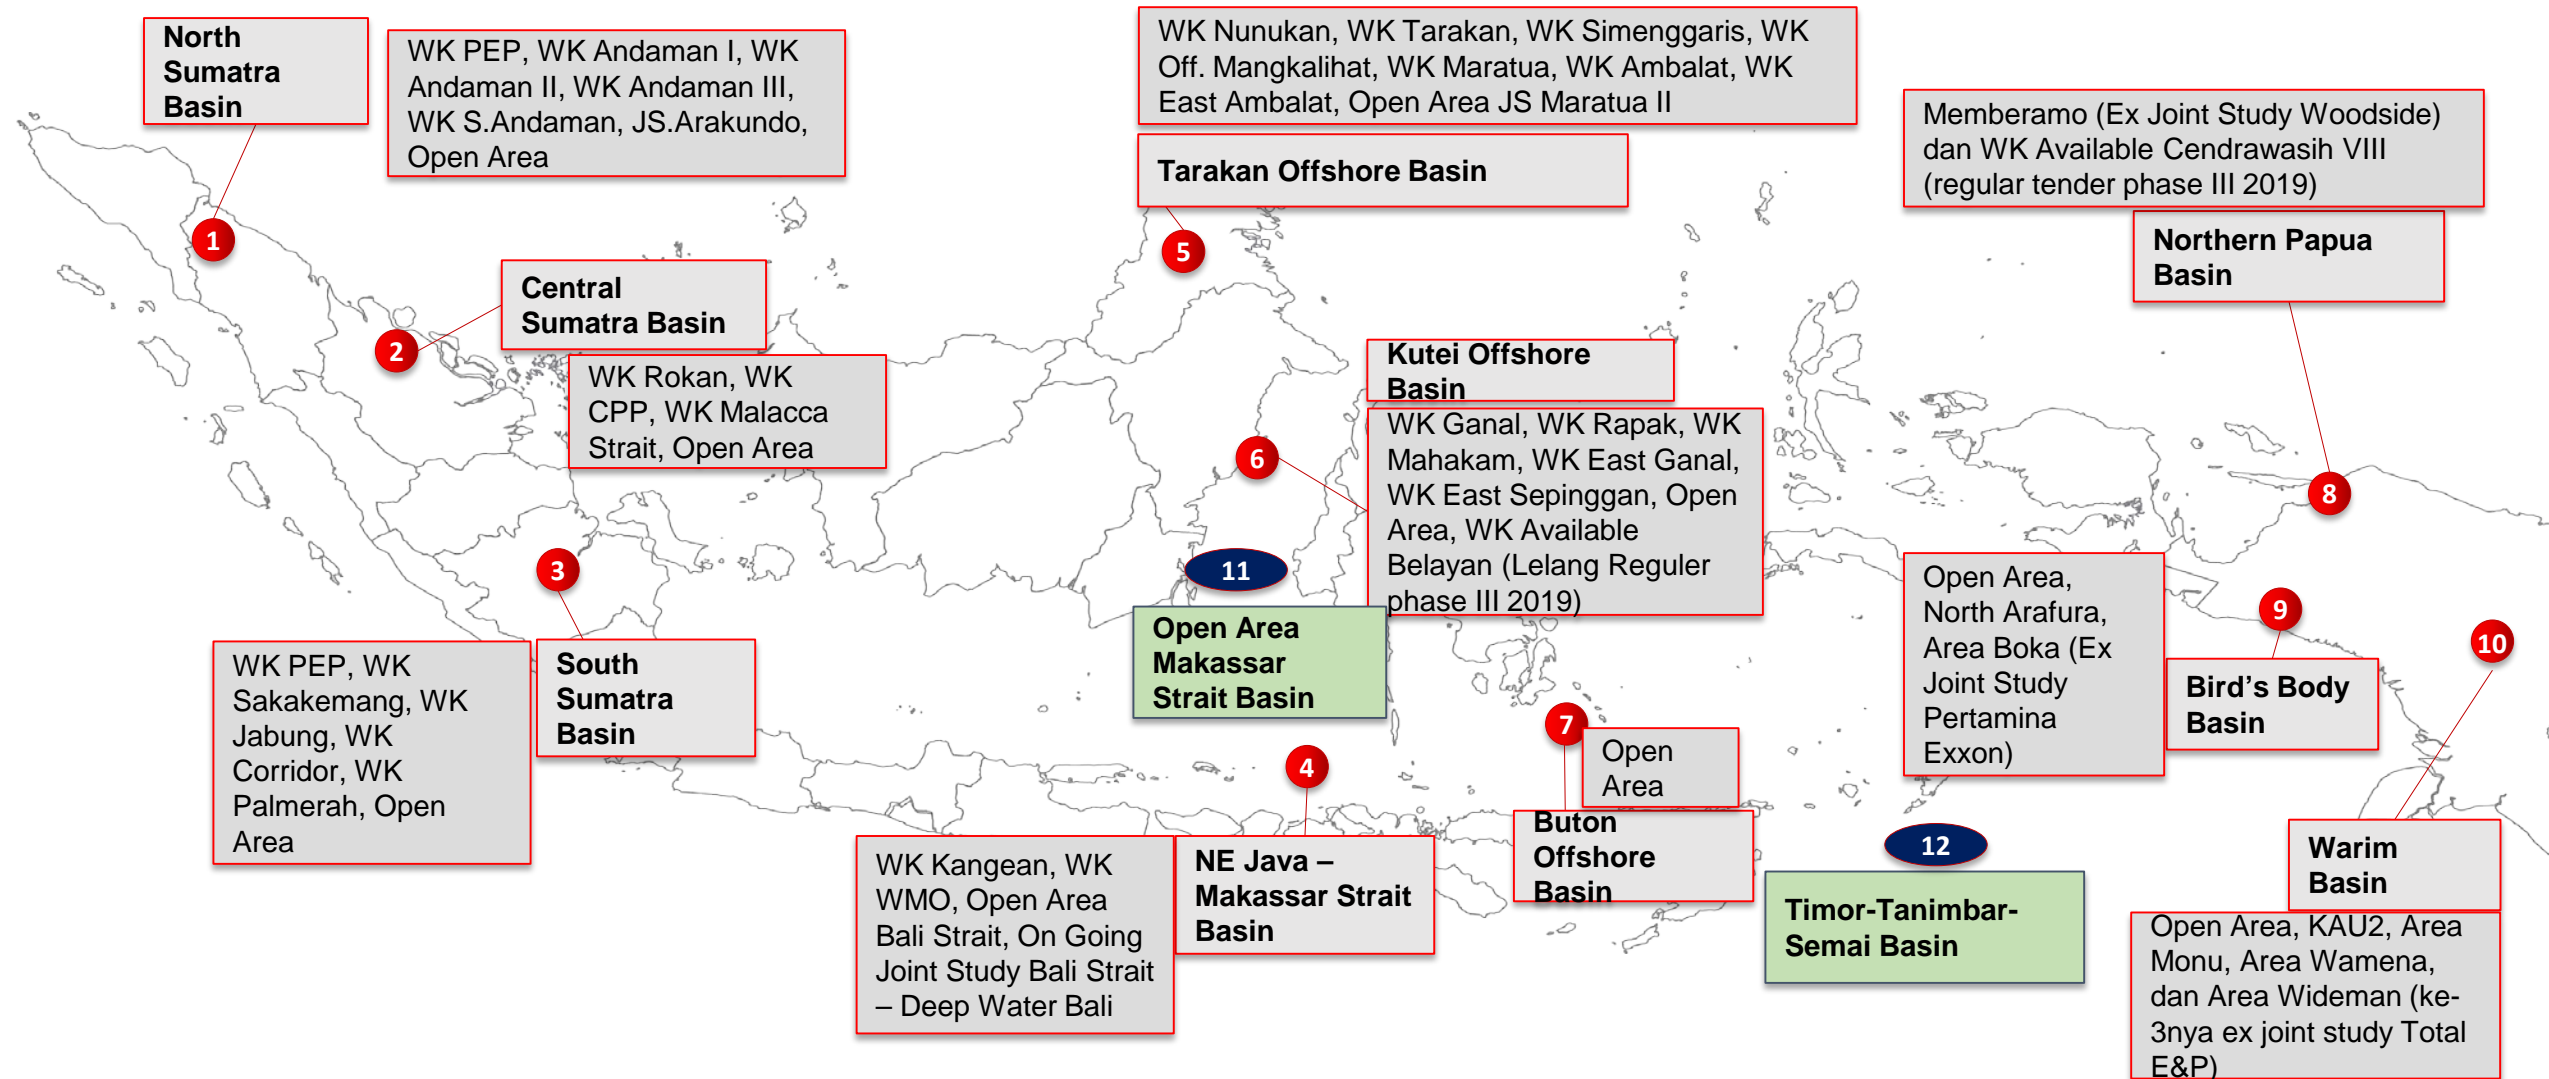 North
Sumatra
Basin
WK PEP, WK Andaman I, WK
Andaman II, WK Andaman III,
WK S.Andaman, JS.Arakundo,
Open Area
WK Nunukan, WK Tarakan, WK Simenggaris, WK
Off. Mangkalihat, WK Maratua, WK Ambalat, WK
East Ambalat, Open Area JS Maratua II
Tarakan Offshore Basin
Memberamo (Ex Joint Study Woodside)
dan WK Available Cendrawasih VIII
(regular tender phase III 2019)
Northern Papua
Basin
1
5
Central
Sumatra Basin
2
WK Rokan, WK
CPP, WK Malacca
Strait, Open Area
Kutei Offshore
Basin
WK Ganal, WK Rapak, WK
Mahakam, WK East Ganal,
WK East Sepinggan, Open
Area, WK Available
Belayan (Lelang Reguler
phase III 2019)
6
8
3
11
Open Area
Makassar
Strait Basin
Open Area,
North Arafura,
Area Boka (Ex
Joint Study
Pertamina
Exxon)
9
10
Bird’s Body
Basin
WK PEP, WK
Sakakemang, WK
Jabung, WK
Corridor, WK
Palmerah, Open
Area
South
Sumatra
Basin
7
Open
Area
4
Buton
Offshore
Basin
12
Timor-Tanimbar-
Semai Basin
WK Kangean, WK
WMO, Open Area
Bali Strait, On Going
Joint Study Bali Strait
– Deep Water Bali
NE Java –
Makassar Strait
Basin
Warim
Basin
Open Area, KAU2, Area
Monu, Area Wamena,
dan Area Wideman (ke-
3nya ex joint study Total
E&P)